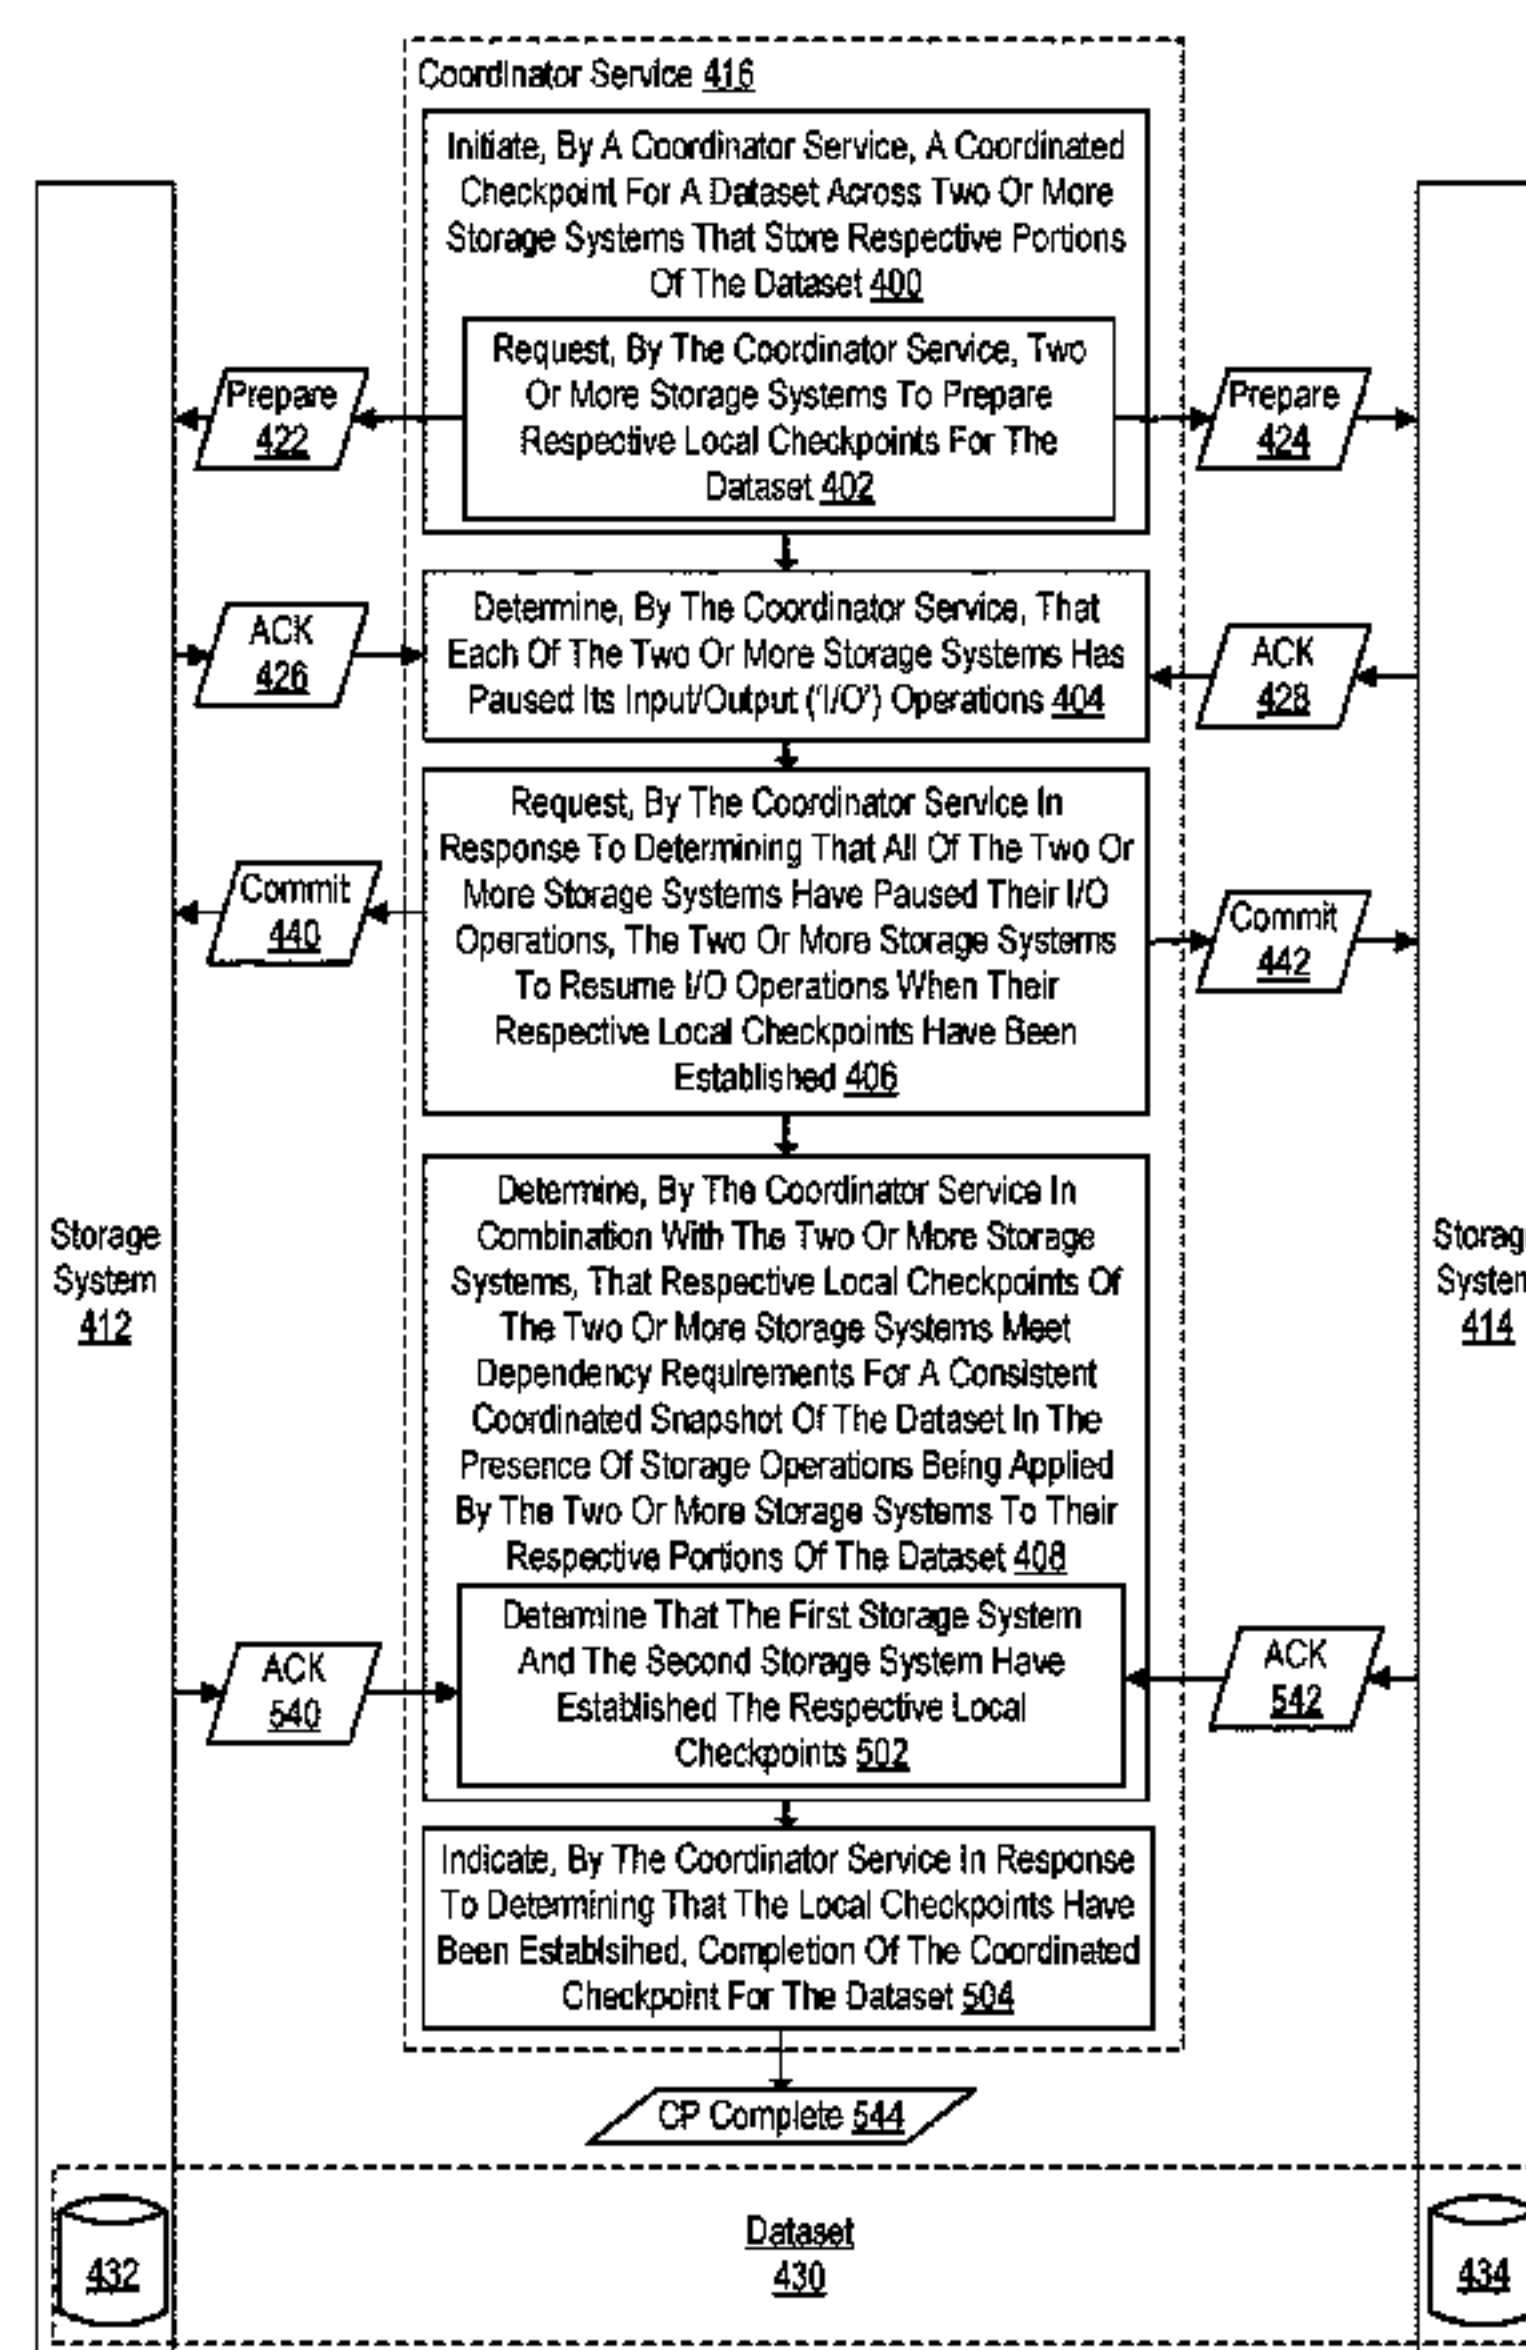 Coordinator Service 416
Initiate, By A Coordinator Service, A Coordinated
Checkpoint For A Dataset Across Two Or More
Storage Systems That Store Respective Portions
Of The Dataset 400
Request, By The Coordinator Service, Two
Or More Storage Systems To Prepare
Respective Local Checkpoints For The
Dataset 402
Prepare
422
Prepare
424
Determine, By The Coordinator Service, That
Each Of The Two Or More Storage Systems Has
Paused Its Input/Output ('I/O') Operations 404
ACK
426
ACK
428
Request, By The Coordinator Service In
Response To Determining That All Of The Two Or
More Storage Systems Have Paused Their I/O
Operations, The Two Or More Storage Systems
To Resume I/O Operations When Their
Respective Local Checkpoints Have Been
Established 406
Commit
440
Commit
442
Storage
System
412
Determine, By The Coordinator Service In
Combination With The Two Or More Storage
Systems, That Respective Local Checkpoints Of
The Two Or More Storage Systems Meet
Dependency Requirements For A Consistent
Coordinated Snapshot Of The Dataset In The
Presence Of Storage Operations Being Applied
By The Two Or More Storage Systems To Their
Respective Portions Of The Dataset 408
Storag
System
414
Determine That The First Storage System
And The Second Storage System Have
Established The Respective Local
Checkpoints 502
ACK
540
ACK
542
Indicate, By The Coordinator Service In Response
To Determining That The Local Checkpoints Have
Been Establsihed, Completion Of The Coordinated
Checkpoint For The Dataset 504
CP Complete 544
432
Dataset
430
434